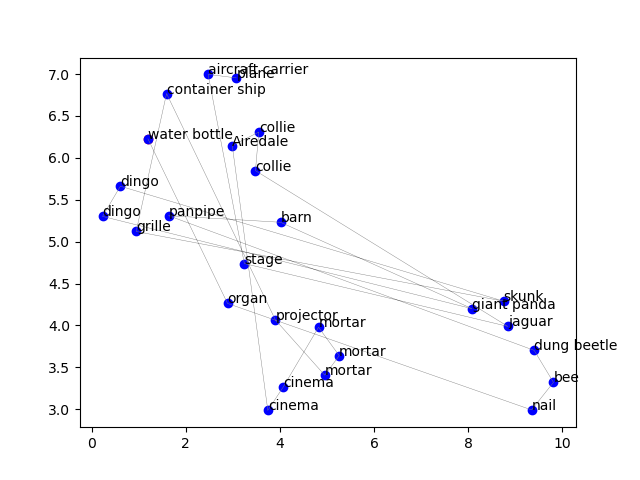 aircraft carrier
plane
7.0
container ship
6.5
collie
water bottle
Airedale
6.0
collie
dingo
5.5
dingo
panpipe
barn
grille
5.0
stage
4.5
skunk
organ
giant panda
projector
mortar
jaguar
4.0
dung beetle
mortar
3.5
mortar
bee
cinema
cinema
nail
3.0
0
2
4
6
8
10